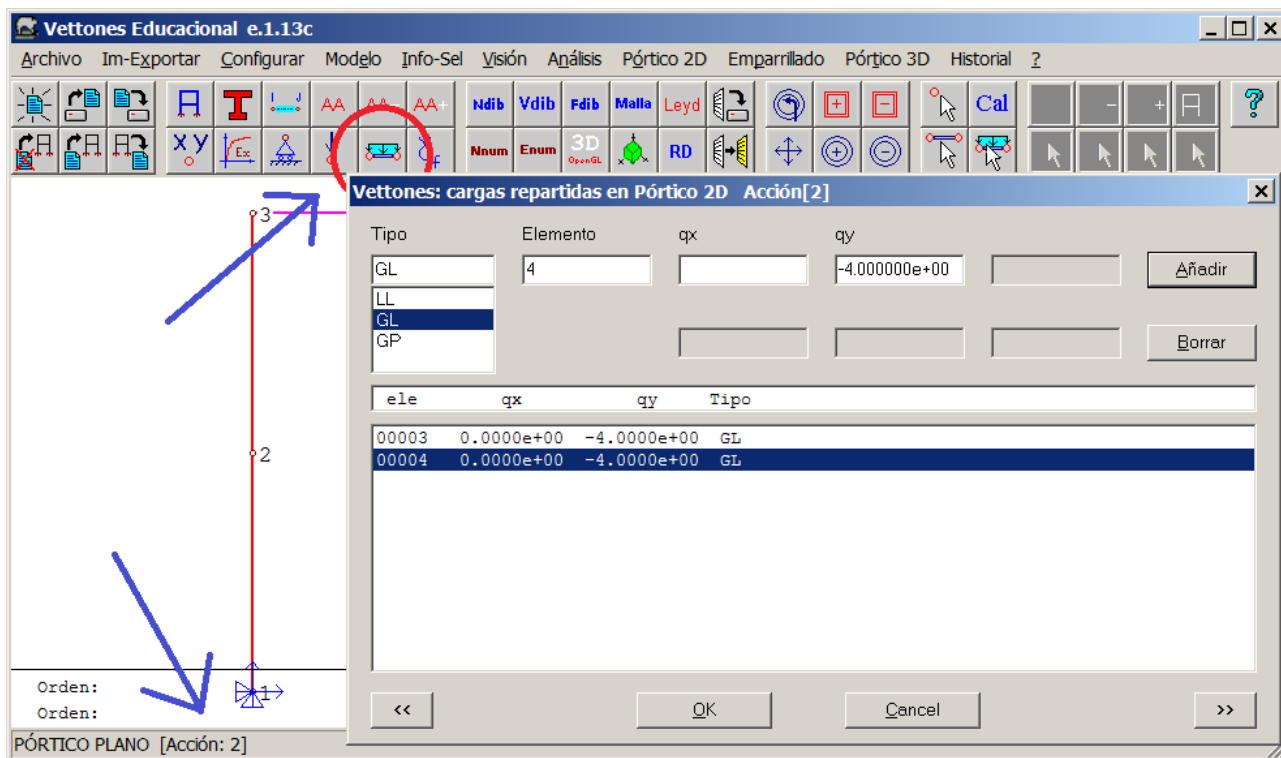 Vettones Educacional e.1.13c
Archivo Im-Exportar Configurar Modelo Info-Sel Visión Análisis Pórtico 2D Emparrillado Pórtico 3D Historial ?
AA AA- AA+ Ndib Vdib Fdib Malla Leyd Cal - +
X Y Ex F Nnum Enum 3D OpenGL RD
Vettones: cargas repartidas en Pórtico 2D Acción[2]
Tipo Elemento qx qy
GL 4 -4.000000e+00 Añadir
LL
GL
GP Borrar
ele qx qy Tipo
00003 0.0000e+00 -4.0000e+00 GL
00004 0.0000e+00 -4.0000e+00 GL
<< OK Cancel >>
3
2
1
Orden:
Orden:
PÓRTICO PLANO [Acción: 2]